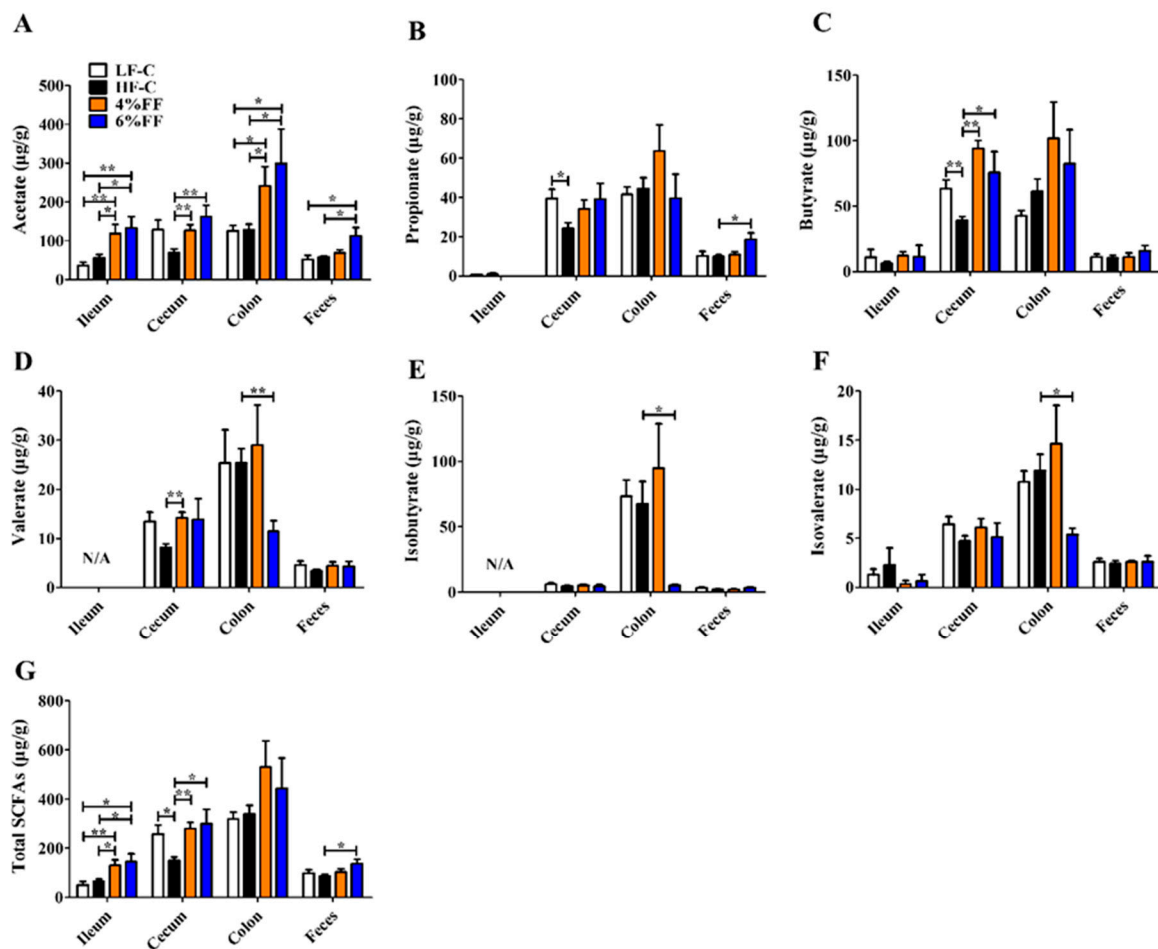 A
LF-C
HF-C
4%FF
6%FF
Acetate (µg/g)
500
400
300
200
100
0
** * ** * ** ** * * * * * *
Ileum Cecum Colon Feces
B
Propionate (µg/g)
100
80
60
40
20
0
* *
Ileum Cecum Colon Feces
C
Butyrate (µg/g)
150
100
50
0
** ** *
Ileum Cecum Colon Feces
D
Valerate (µg/g)
40
30
20
10
0
N/A
** **
Ileum Cecum Colon Feces
E
Isobutyrate (µg/g)
150
100
50
0
N/A
*
Ileum Cecum Colon Feces
F
Isovalerate (µg/g)
20
15
10
5
0
*
Ileum Cecum Colon Feces
G
Total SCFAs (µg/g)
800
600
400
200
0
* * ** * * ** * *
Ileum Cecum Colon Feces